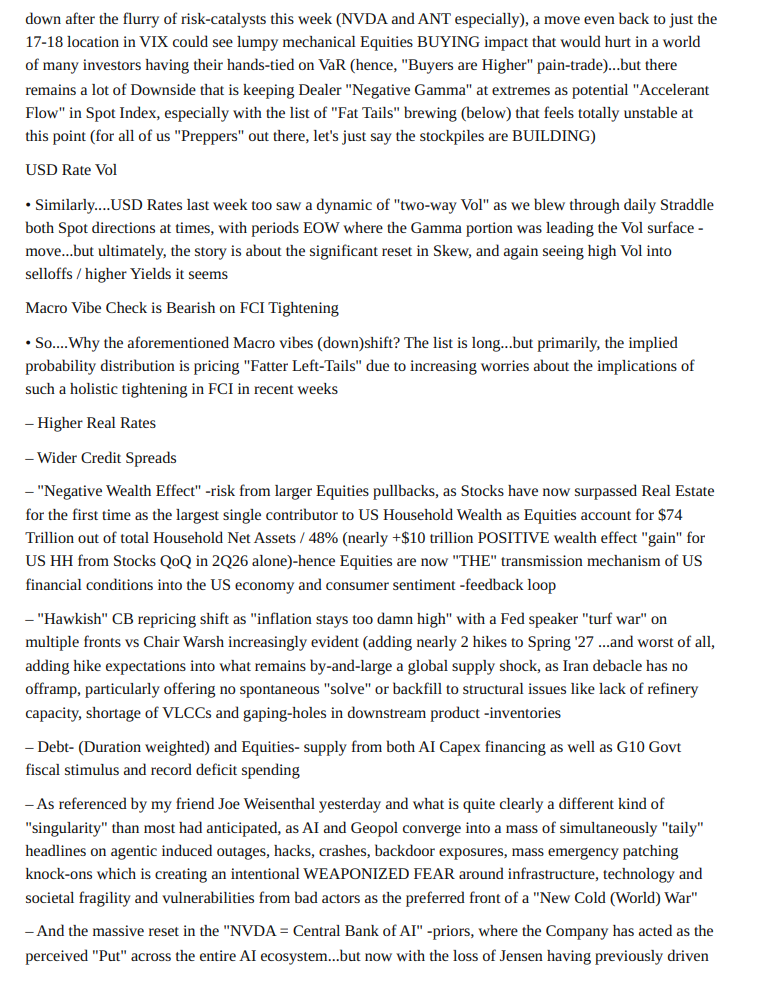 down after the flurry of risk-catalysts this week (NVDA and ANT especially), a move even back to just the
17-18 location in VIX could see lumpy mechanical Equities BUYING impact that would hurt in a world
of many investors having their hands-tied on VaR (hence, "Buyers are Higher" pain-trade)...but there
remains a lot of Downside that is keeping Dealer "Negative Gamma" at extremes as potential "Accelerant
Flow" in Spot Index, especially with the list of "Fat Tails" brewing (below) that feels totally unstable at
this point (for all of us "Preppers" out there, let's just say the stockpiles are BUILDING)
USD Rate Vol
• Similarly....USD Rates last week too saw a dynamic of "two-way Vol" as we blew through daily Straddle
both Spot directions at times, with periods EOW where the Gamma portion was leading the Vol surface -
move...but ultimately, the story is about the significant reset in Skew, and again seeing high Vol into
selloffs / higher Yields it seems
Macro Vibe Check is Bearish on FCI Tightening
• So....Why the aforementioned Macro vibes (down)shift? The list is long...but primarily, the implied
probability distribution is pricing "Fatter Left-Tails" due to increasing worries about the implications of
such a holistic tightening in FCI in recent weeks
– Higher Real Rates
– Wider Credit Spreads
– "Negative Wealth Effect" -risk from larger Equities pullbacks, as Stocks have now surpassed Real Estate
for the first time as the largest single contributor to US Household Wealth as Equities account for $74
Trillion out of total Household Net Assets / 48% (nearly +$10 trillion POSITIVE wealth effect "gain" for
US HH from Stocks QoQ in 2Q26 alone)-hence Equities are now "THE" transmission mechanism of US
financial conditions into the US economy and consumer sentiment -feedback loop
– "Hawkish" CB repricing shift as "inflation stays too damn high" with a Fed speaker "turf war" on
multiple fronts vs Chair Warsh increasingly evident (adding nearly 2 hikes to Spring '27 ...and worst of all,
adding hike expectations into what remains by-and-large a global supply shock, as Iran debacle has no
offramp, particularly offering no spontaneous "solve" or backfill to structural issues like lack of refinery
capacity, shortage of VLCCs and gaping-holes in downstream product -inventories
– Debt- (Duration weighted) and Equities- supply from both AI Capex financing as well as G10 Govt
fiscal stimulus and record deficit spending
– As referenced by my friend Joe Weisenthal yesterday and what is quite clearly a different kind of
"singularity" than most had anticipated, as AI and Geopol converge into a mass of simultaneously "taily"
headlines on agentic induced outages, hacks, crashes, backdoor exposures, mass emergency patching
knock-ons which is creating an intentional WEAPONIZED FEAR around infrastructure, technology and
societal fragility and vulnerabilities from bad actors as the preferred front of a "New Cold (World) War"
– And the massive reset in the "NVDA = Central Bank of AI" -priors, where the Company has acted as the
perceived "Put" across the entire AI ecosystem...but now with the loss of Jensen having previously driven